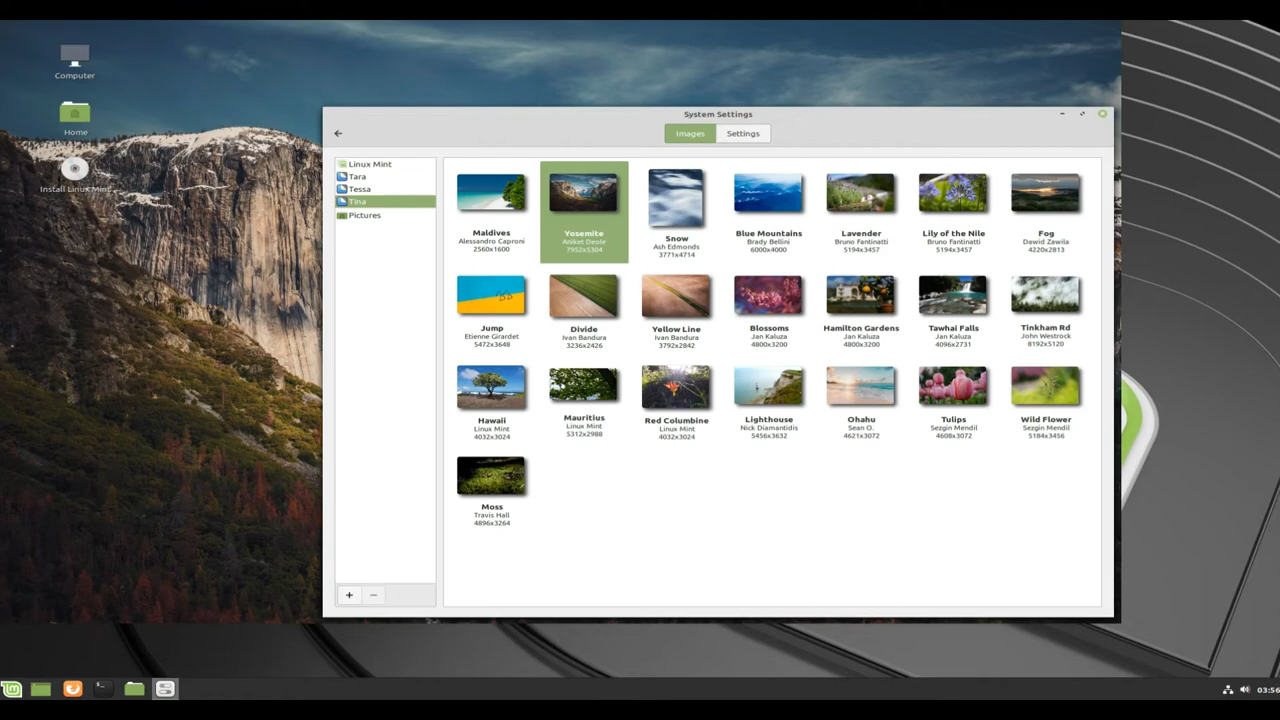 Computer
Home
Install Linux Mint
System Settings
Images
Settings
Linux Mint
Tara
Tessa
Tina
Pictures
Maldives
Alessandro Caproni
2560x1600
Yosemite
Aniket Deole
7952x5304
Snow
Ash Edmonds
3771x4714
Blue Mountains
Brady Bellini
6000x4000
Lavender
Bruno Fantinatti
5194x3457
Lily of the Nile
Bruno Fantinatti
5194x3457
Fog
Dawid Zawila
4220x2813
Jump
Etienne Girardet
5472x3648
Divide
Ivan Bandura
3236x2426
Yellow Line
Ivan Bandura
3792x2842
Blossoms
Jan Kaluza
4800x3200
Hamilton Gardens
Jan Kaluza
4800x3200
Tawhai Falls
Jan Kaluza
4096x2731
Tinkham Rd
John Westrock
8192x5120
Hawaii
Linux Mint
4032x3024
Mauritius
Linux Mint
5312x2988
Red Columbine
Linux Mint
4032x3024
Lighthouse
Nick Diamantidis
5456x3632
Ohahu
Sean O.
4621x3072
Tulips
Sezgin Mendil
4608x3072
Wild Flower
Sezgin Mendil
5184x3456
Moss
Travis Hall
4896x3264
03:56